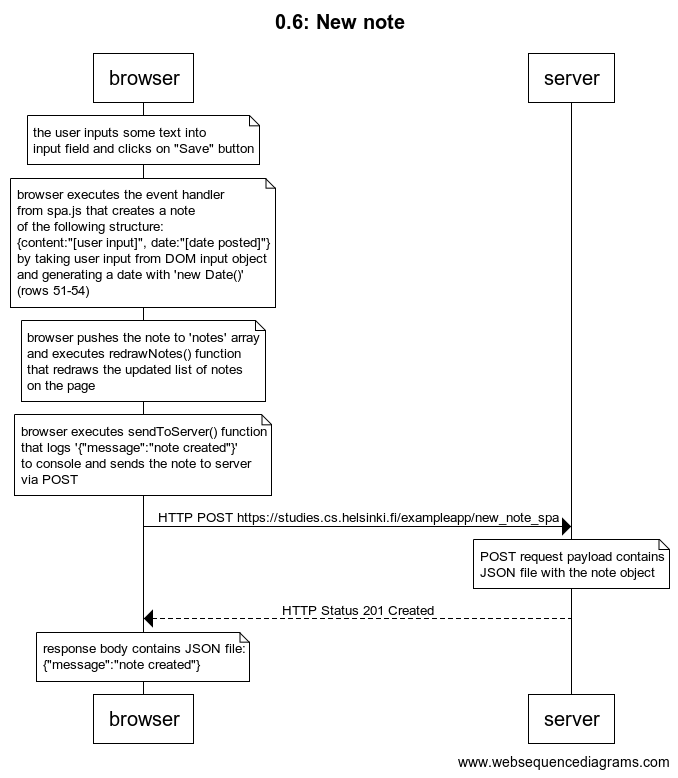 0.6: New note
browser
server
the user inputs some text into
input field and clicks on "Save" button
browser executes the event handler
from spa.js that creates a note
of the following structure:
{content:"[user input]", date:"[date posted]"}
by taking user input from DOM input object
and generating a date with 'new Date()'
(rows 51-54)
browser pushes the note to 'notes' array
and executes redrawNotes() function
that redraws the updated list of notes
on the page
browser executes sendToServer() function
that logs '{"message":"note created"}'
to console and sends the note to server
via POST
HTTP POST https://studies.cs.helsinki.fi/exampleapp/new_note_spa
POST request payload contains
JSON file with the note object
HTTP Status 201 Created
response body contains JSON file:
{"message":"note created"}
browser
server
www.websequencediagrams.com